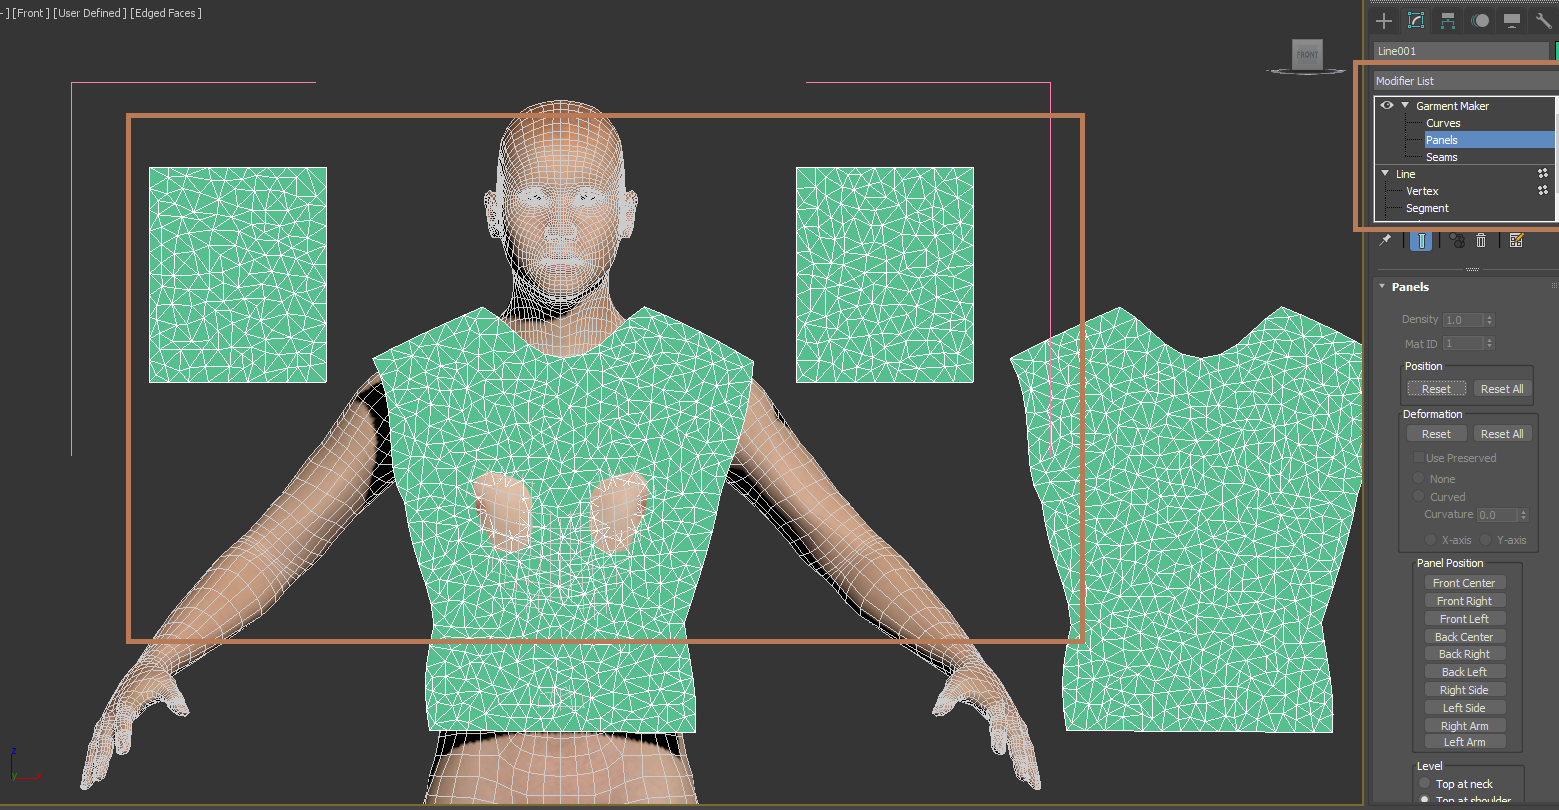 - ] [Front ] [User Defined ] [Edged Faces ]
FRONT
Line001
Modifier List
Garment Maker
Curves
Panels
Seams
Line
Vertex
Segment
Panels
Density 1.0
Mat ID 1
Position
Reset Reset All
Deformation
Reset Reset All
Use Preserved
None
Curved
Curvature 0.0
X-axis Y-axis
Panel Position
Front Center
Front Right
Front Left
Back Center
Back Right
Back Left
Right Side
Left Side
Right Arm
Left Arm
Level
Top at neck
Top at shoulder
z
y